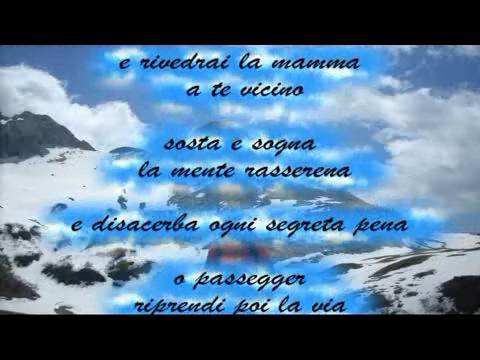 e rivedrai la mamma
a te vicino
sosta e sogna
la mente rasserena
e disacerba ogni segreta pena
o passegger
riprendi poi la via